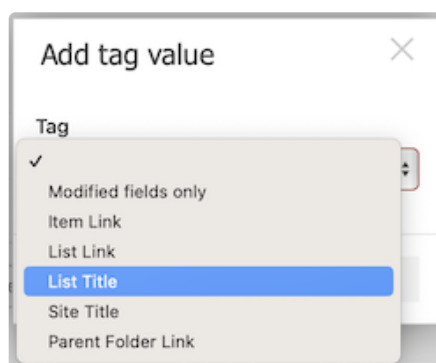 Add tag value
Tag
Modified fields only
Item Link
List Link
List Title
Site Title
Parent Folder Link